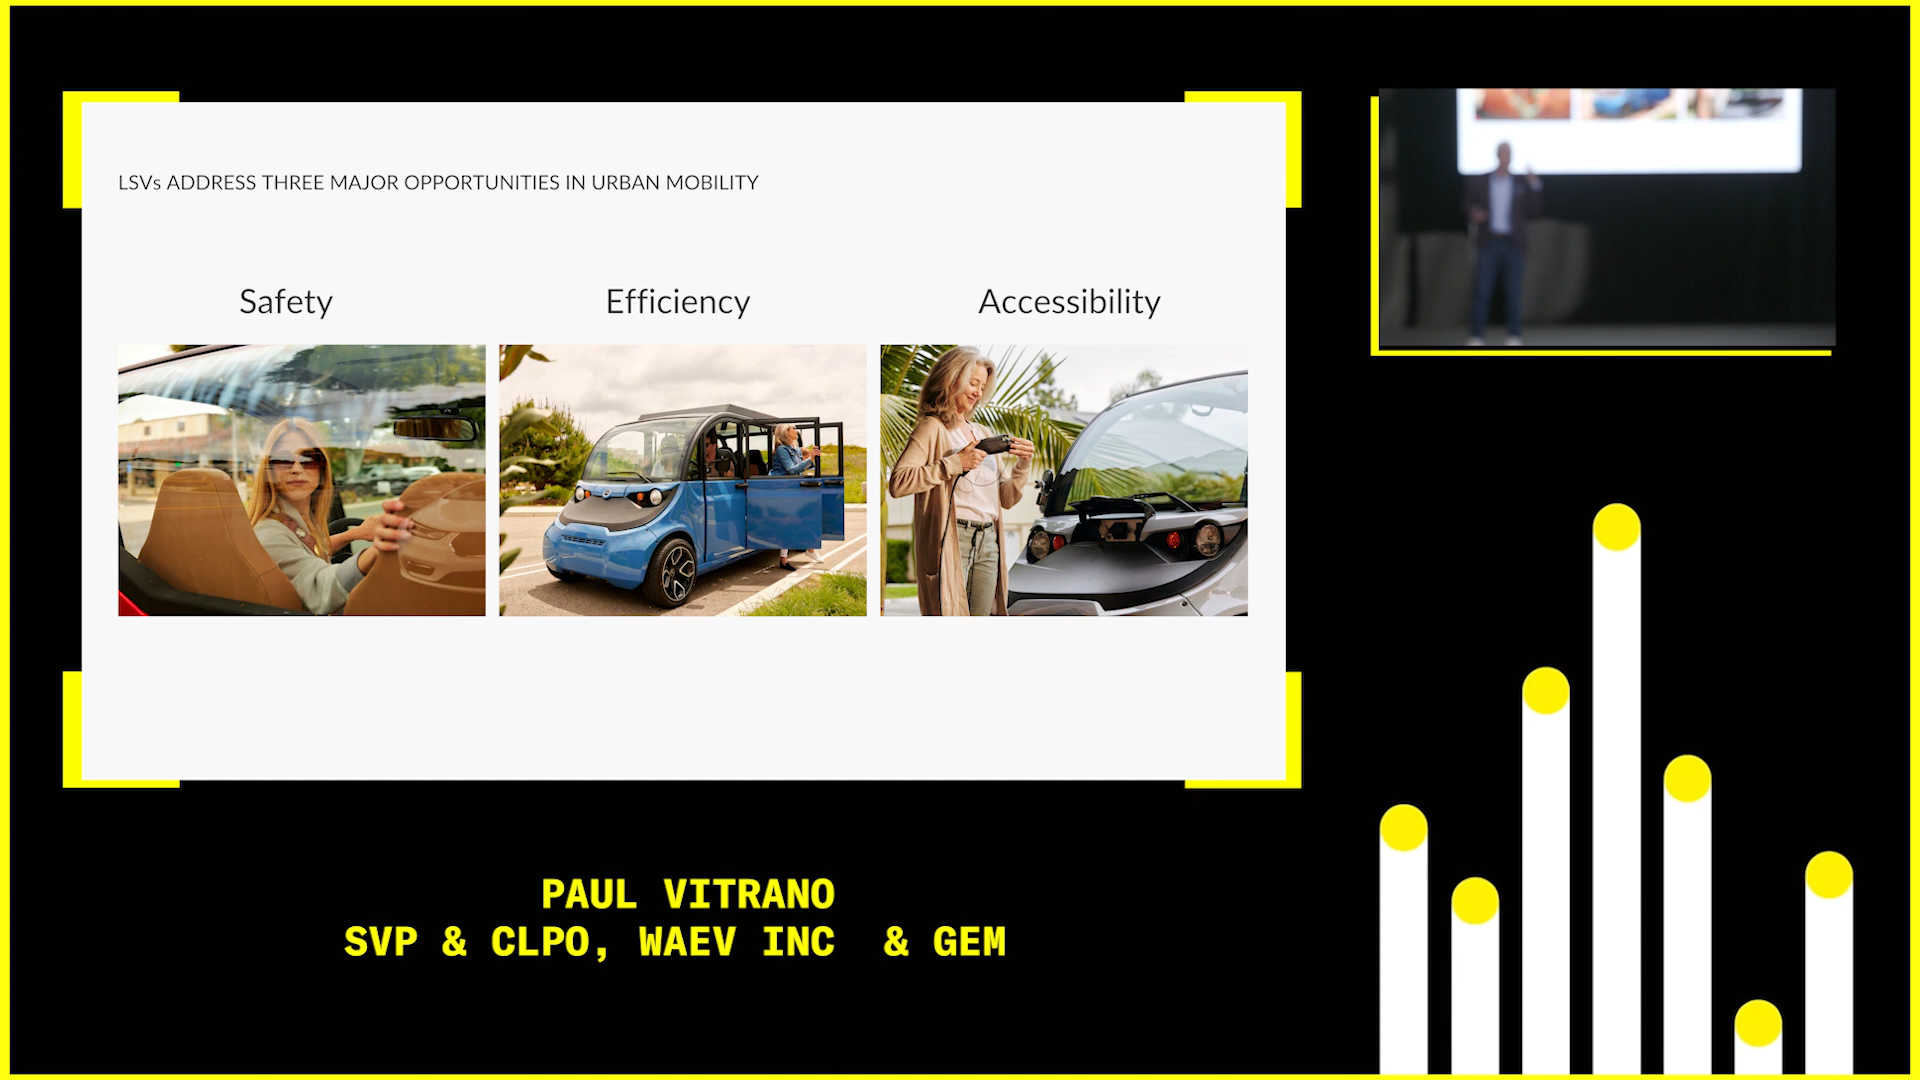 LSVs ADDRESS THREE MAJOR OPPORTUNITIES IN URBAN MOBILITY
Safety
Efficiency
Accessibility
PAUL VITRANO
SVP & CLPO, WAEV INC & GEM